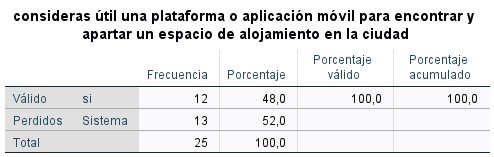 consideras útil una plataforma o aplicación móvil para encontrar y
apartar un espacio de alojamiento en la ciudad
Frecuencia Porcentaje Porcentaje válido Porcentaje acumulado
Válido si 12 48,0 100,0 100,0
Perdidos Sistema 13 52,0
Total 25 100,0